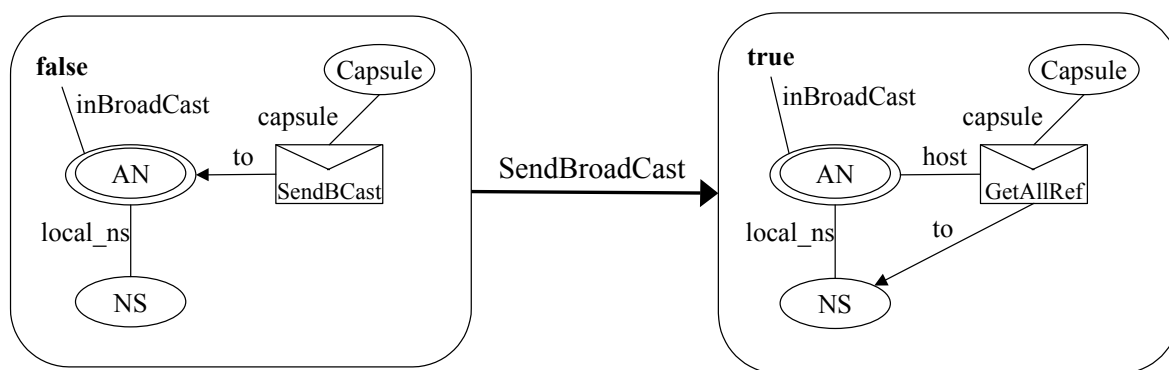 false
Capsule
inBroadCast
capsule
to
AN
SendBCast
local_ns
NS
SendBroadCast
true
Capsule
inBroadCast
capsule
host
AN
GetAllRef
local_ns
to
NS